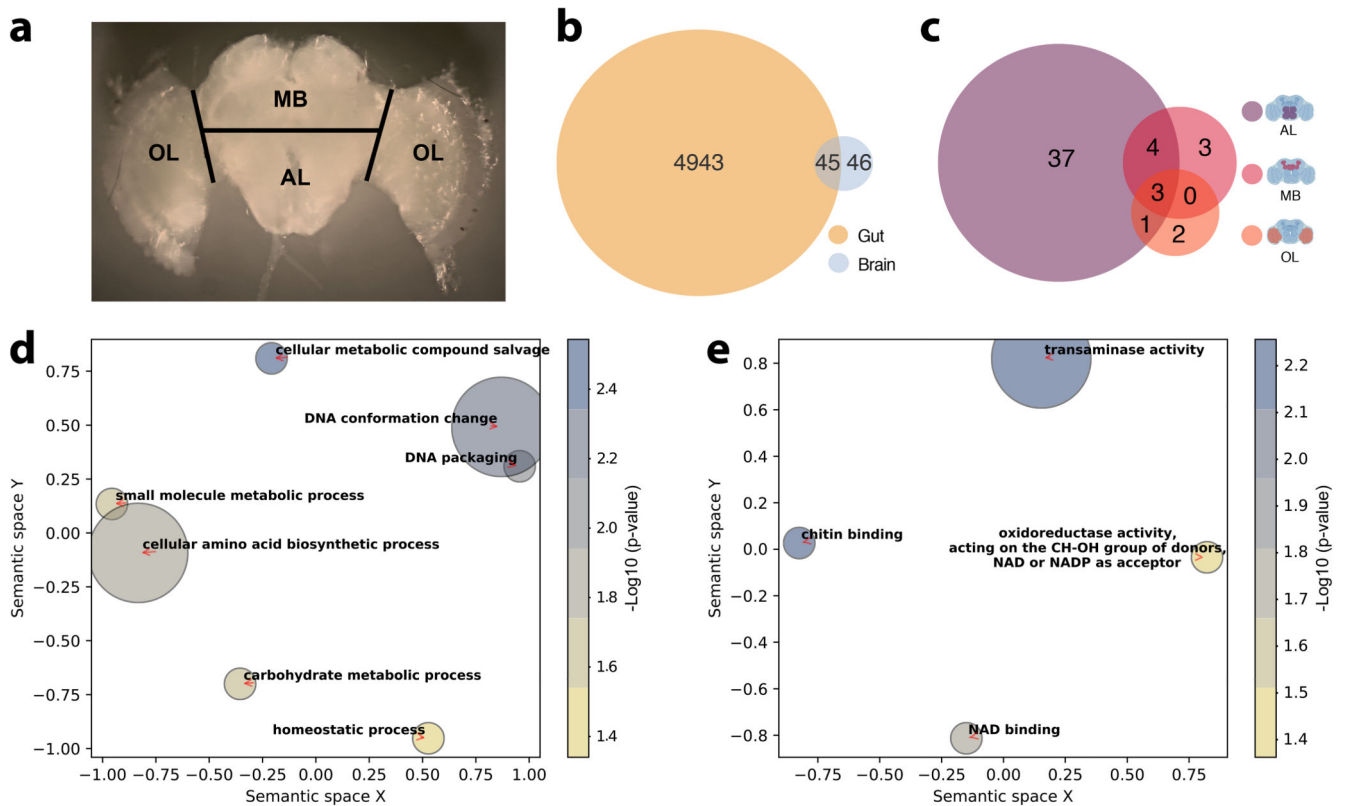 a
MB
OL
OL
AL
b
4943
45
46
Gut
Brain
c
37
4
3
3
0
1
2
AL
MB
OL
d
cellular metabolic compound salvage
DNA conformation change
DNA packaging
small molecule metabolic process
cellular amino acid biosynthetic process
carbohydrate metabolic process
homeostatic process
0.75
0.50
0.25
0.00
−0.25
−0.50
−0.75
−1.00
Semantic space Y
−1.00
−0.75
−0.50
−0.25
0.00
0.25
0.50
0.75
1.00
Semantic space X
2.4
2.2
2.0
1.8
1.6
1.4
-Log10 (p-value)
e
transaminase activity
chitin binding
oxidoreductase activity,
acting on the CH-OH group of donors,
NAD or NADP as acceptor
NAD binding
0.8
0.6
0.4
0.2
0.0
−0.2
−0.4
−0.6
−0.8
Semantic space Y
−0.75
−0.50
−0.25
0.00
0.25
0.50
0.75
Semantic space X
2.2
2.1
2.0
1.9
1.8
1.7
1.6
1.5
1.4
-Log10 (p-value)